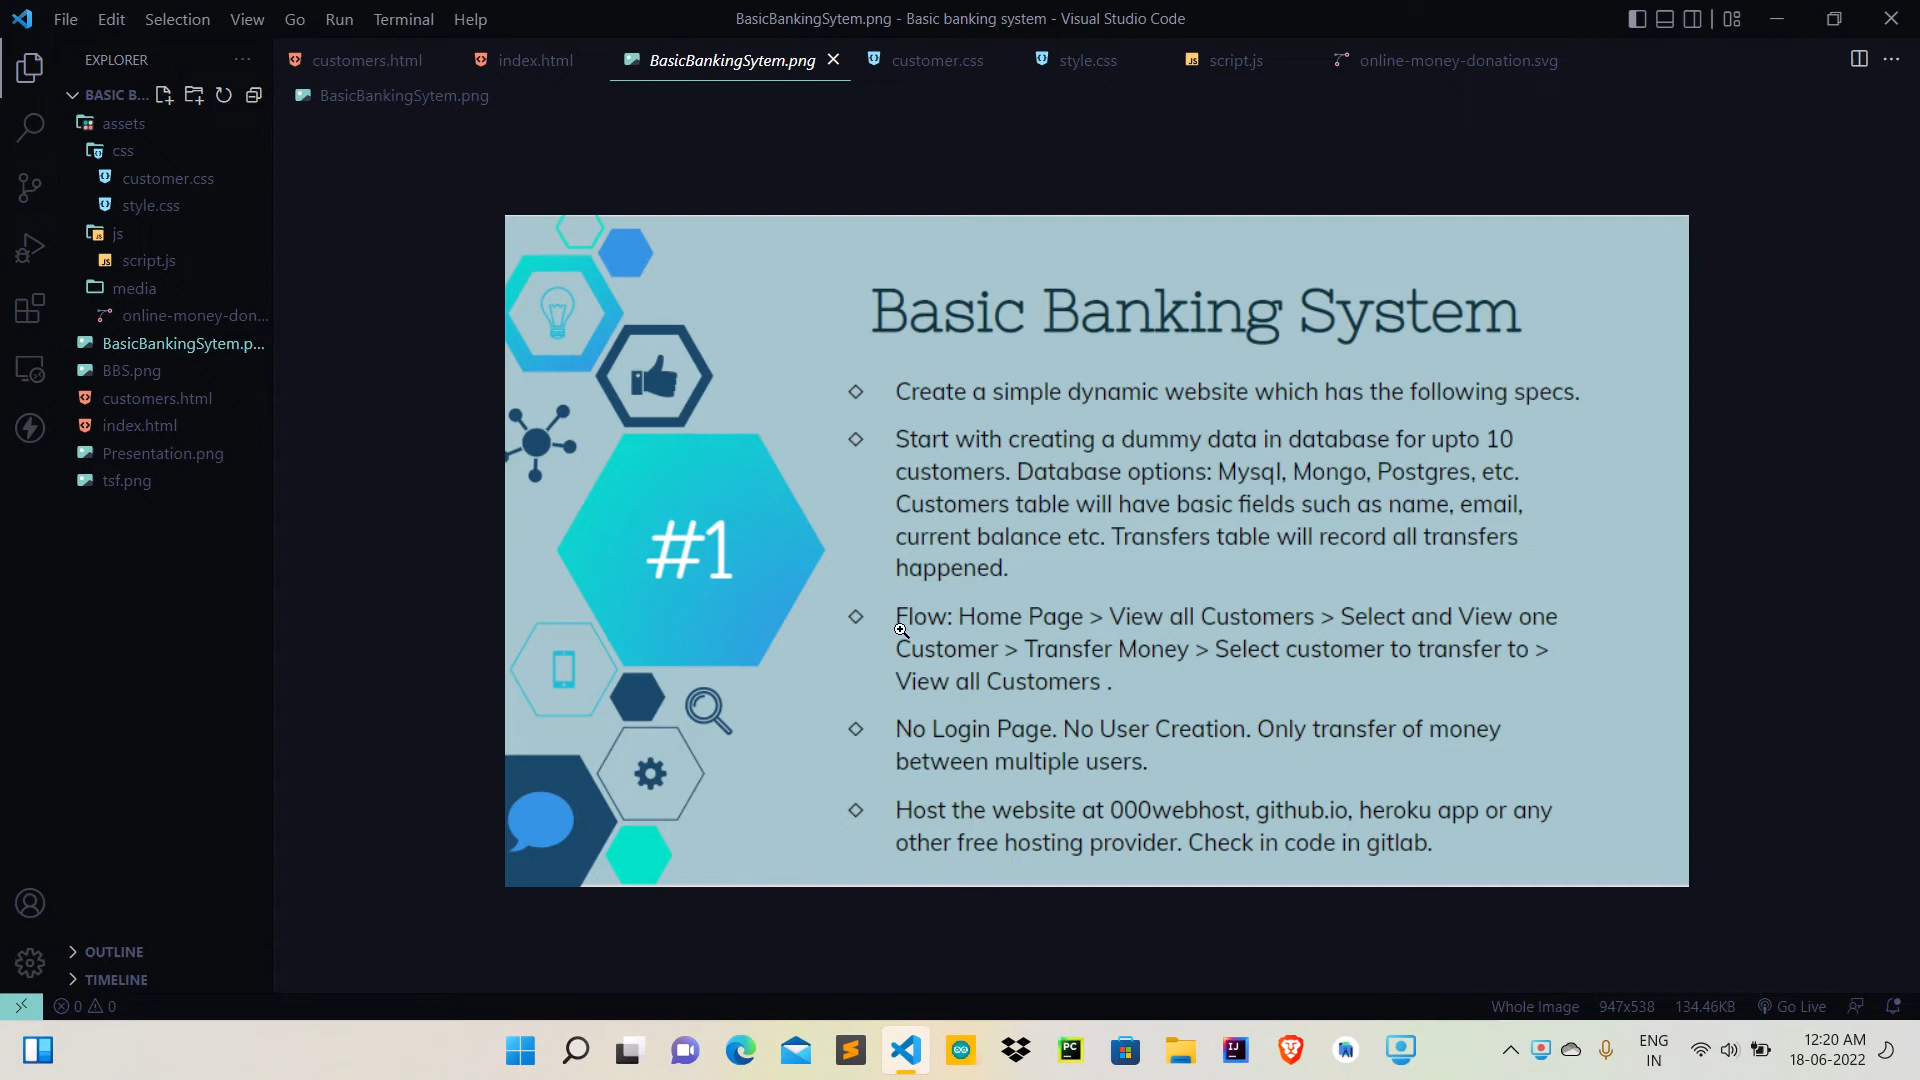 File Edit Selection View Go Run Terminal Help
BasicBankingSytem.png - Basic banking system - Visual Studio Code
EXPLORER
customers.html
index.html
BasicBankingSytem.png
customer.css
style.css
script.js
online-money-donation.svg
BASIC B...
BasicBankingSytem.png
assets
css
customer.css
style.css
js
script.js
media
online-money-don...
BasicBankingSytem.p...
BBS.png
customers.html
index.html
Presentation.png
tsf.png
OUTLINE
TIMELINE
#1
Basic Banking System
Create a simple dynamic website which has the following specs.
Start with creating a dummy data in database for upto 10
customers. Database options: Mysql, Mongo, Postgres, etc.
Customers table will have basic fields such as name, email,
current balance etc. Transfers table will record all transfers
happened.
Flow: Home Page > View all Customers > Select and View one
Customer > Transfer Money > Select customer to transfer to >
View all Customers .
No Login Page. No User Creation. Only transfer of money
between multiple users.
Host the website at 000webhost, github.io, heroku app or any
other free hosting provider. Check in code in gitlab.
0 0
Whole Image 947x538 134.46KB Go Live
PC
IJ
ENG
IN
12:20 AM
18-06-2022